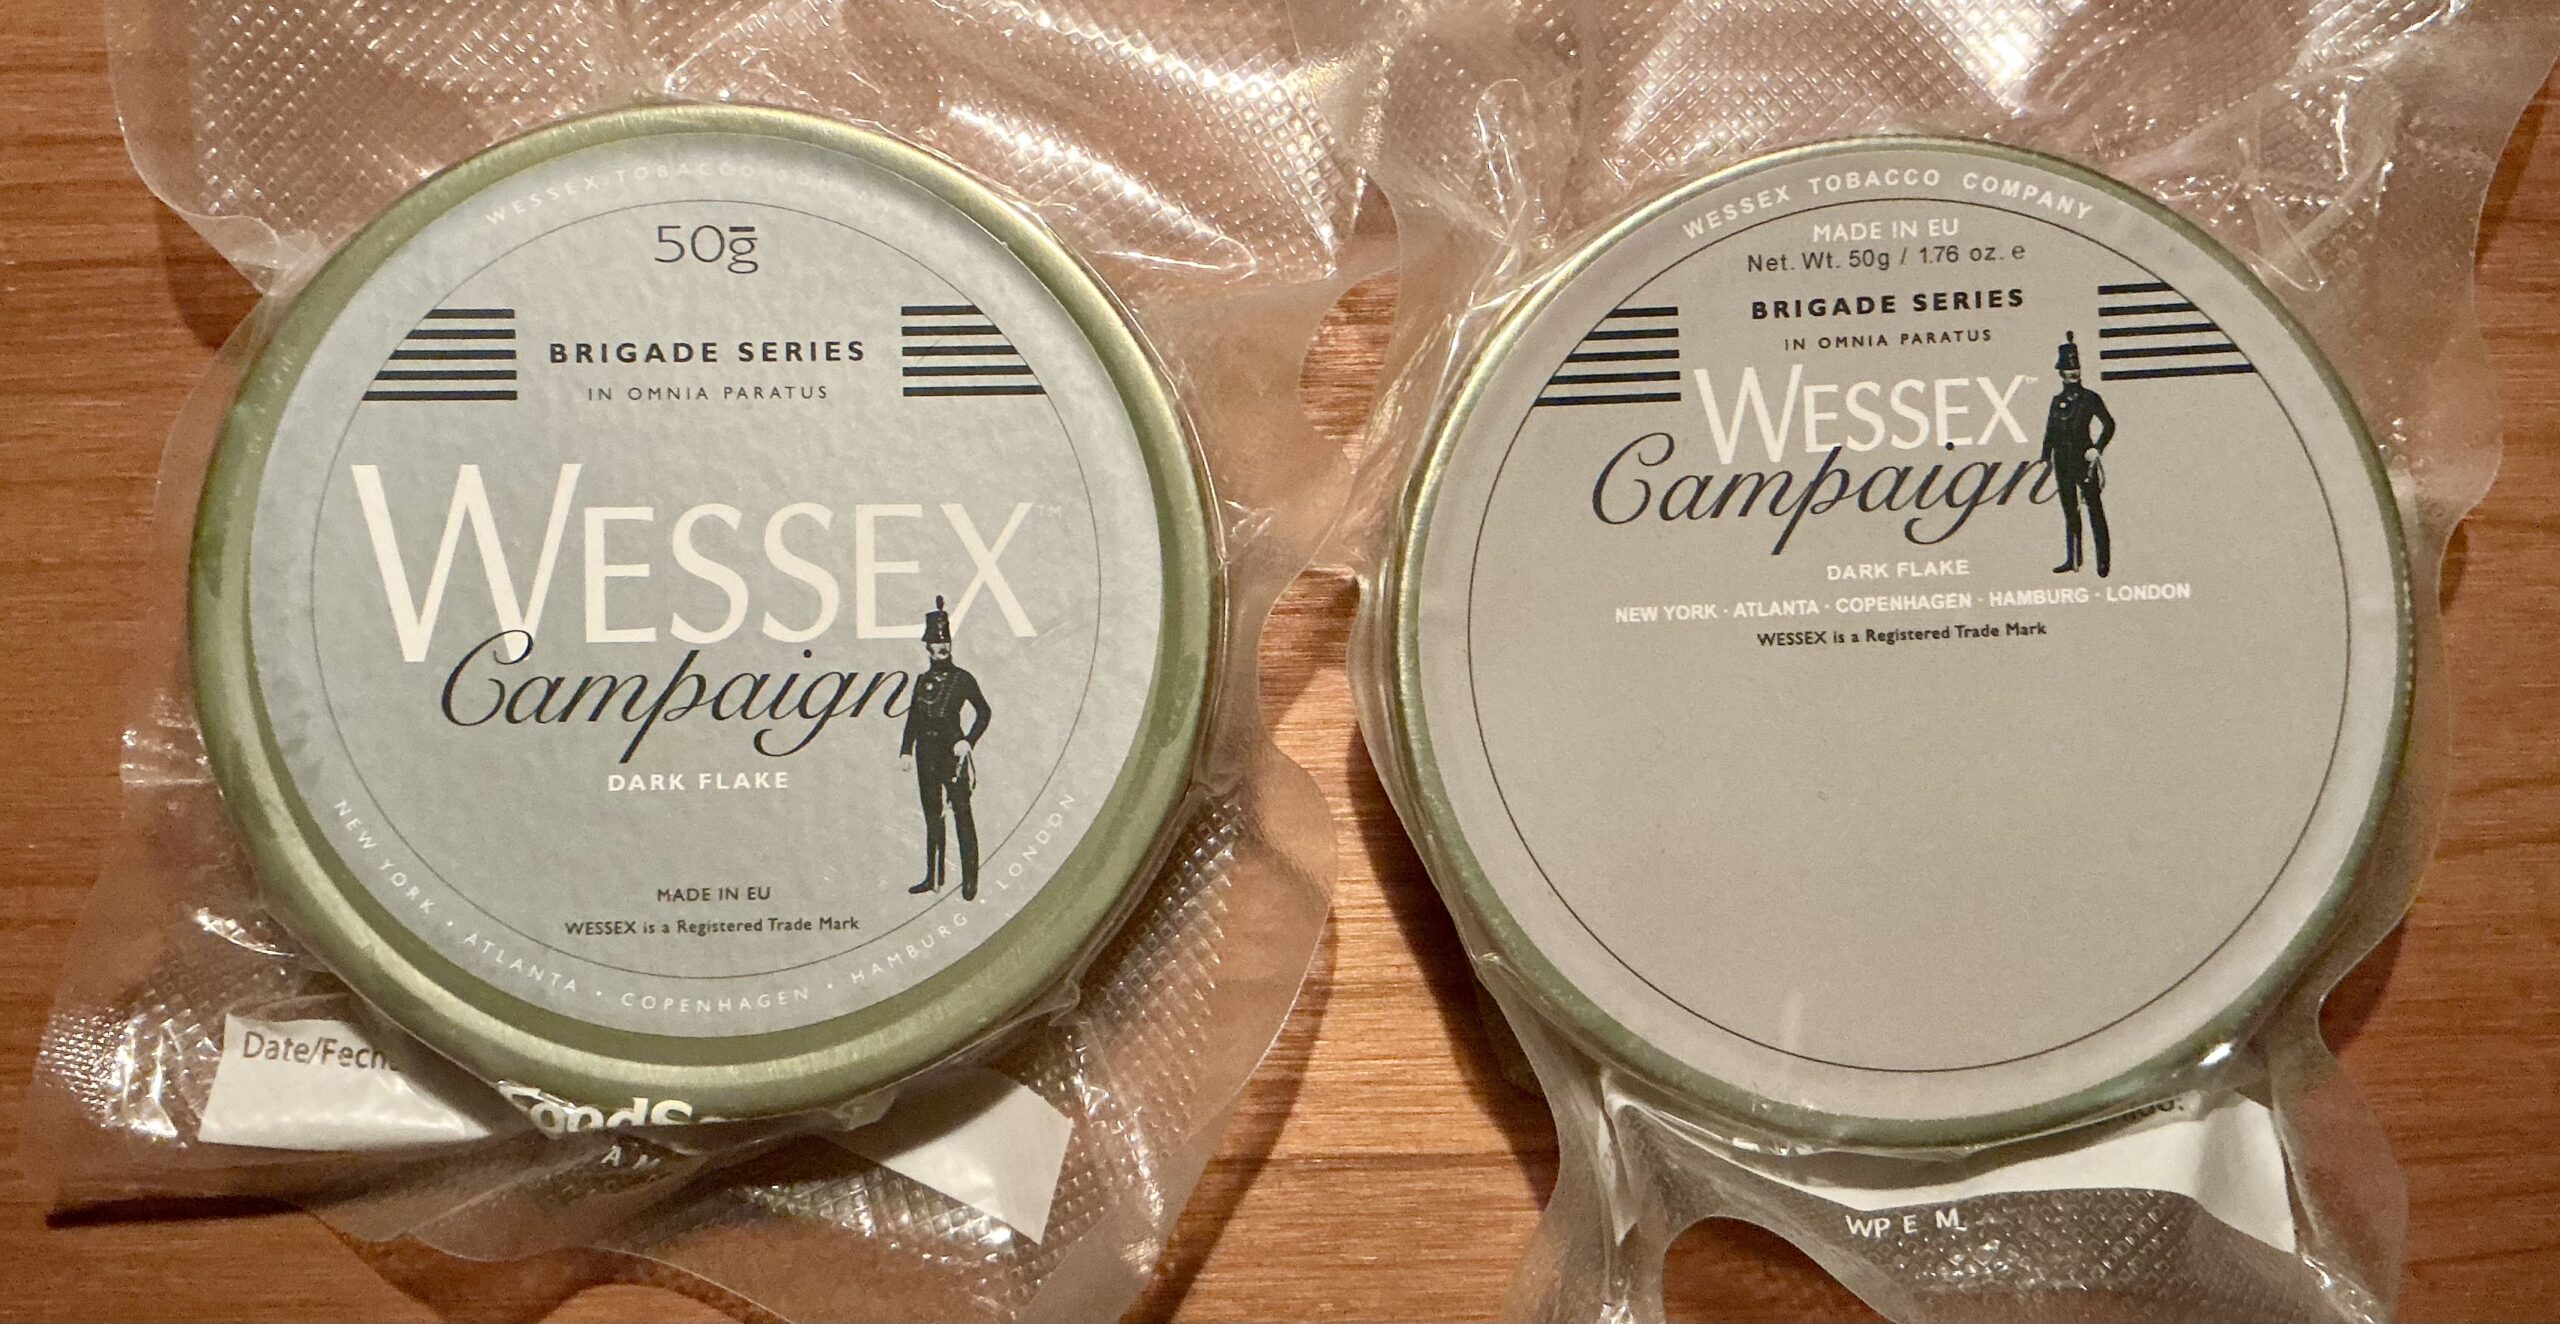 WESSEX TOBACCO
50g
BRIGADE SERIES
IN OMNIA PARATUS
WESSEX™
Campaign
DARK FLAKE
MADE IN EU
WESSEX is a Registered Trade Mark
NEW YORK • ATLANTA • COPENHAGEN • HAMBURG • LONDON
Date/Fech
WESSEX TOBACCO COMPANY
MADE IN EU
Net. Wt. 50g / 1.76 oz. e
BRIGADE SERIES
IN OMNIA PARATUS
WESSEX™
Campaign
DARK FLAKE
NEW YORK · ATLANTA · COPENHAGEN · HAMBURG · LONDON
WESSEX is a Registered Trade Mark
WP E M